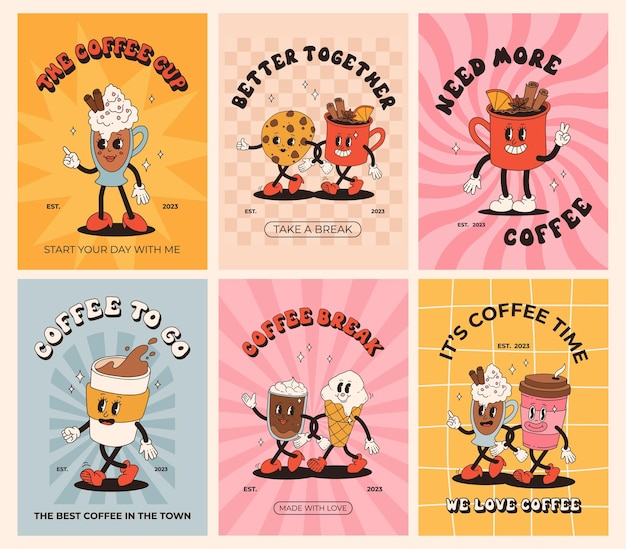 THE COFFEE CUP
EST. 2023
START YOUR DAY WITH ME
BETTER TOGETHER
EST. 2023
TAKE A BREAK
NEED MORE
EST. 2023
COFFEE
COFFEE TO GO
EST. 2023
THE BEST COFFEE IN THE TOWN
COFFEE BREAK
EST. 2023
MADE WITH LOVE
IT'S COFFEE TIME
EST. 2023
WE LOVE COFFEE